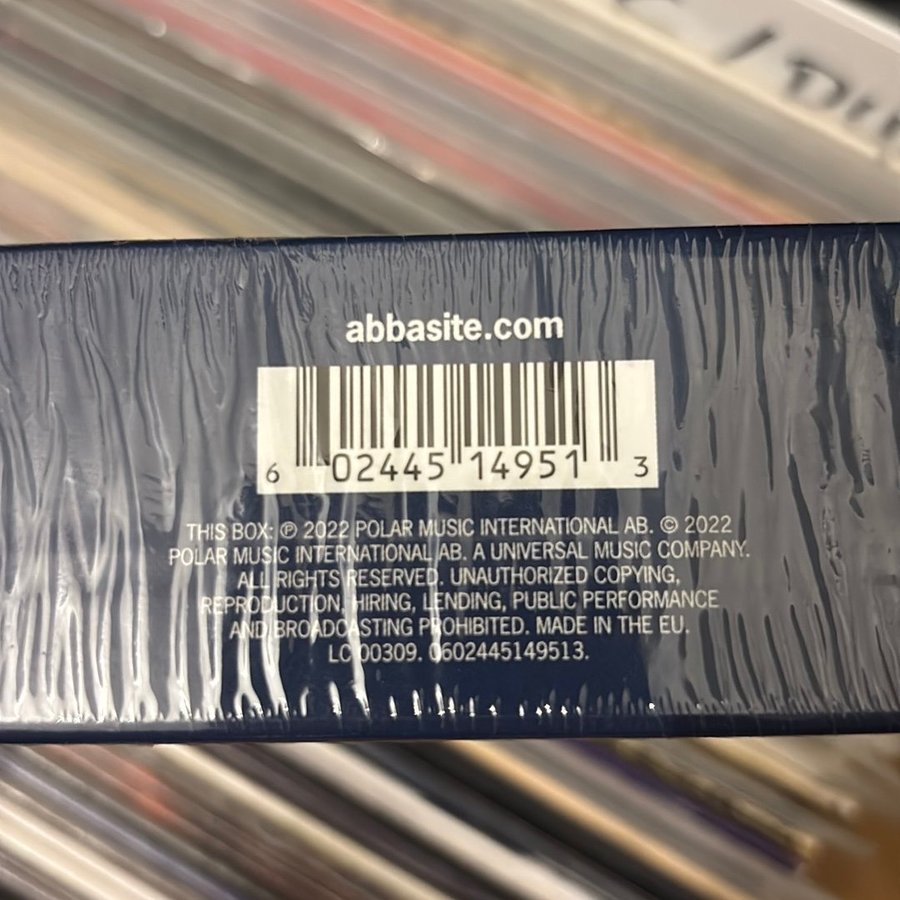 abbasite.com
6 02445 14951 3
THIS BOX: ℗ 2022 POLAR MUSIC INTERNATIONAL AB. © 2022
POLAR MUSIC INTERNATIONAL AB. A UNIVERSAL MUSIC COMPANY.
ALL RIGHTS RESERVED. UNAUTHORIZED COPYING,
REPRODUCTION, HIRING, LENDING, PUBLIC PERFORMANCE
AND BROADCASTING PROHIBITED. MADE IN THE EU.
LC 00309. 0602445149513.